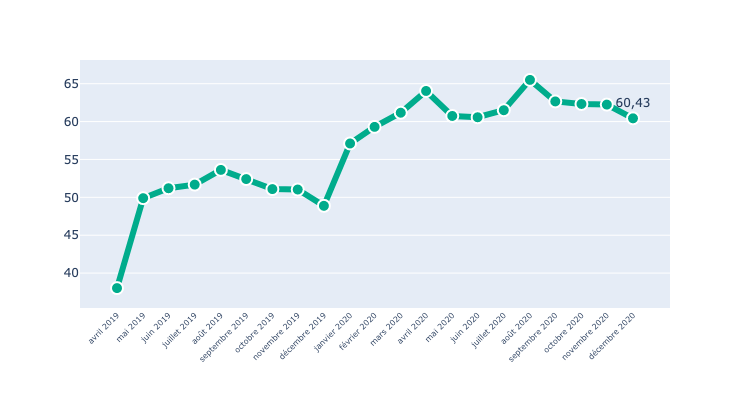 65
60
55
50
45
40
60,43
avril 2019
mai 2019
juin 2019
juillet 2019
août 2019
septembre 2019
octobre 2019
novembre 2019
décembre 2019
janvier 2020
février 2020
mars 2020
avril 2020
mai 2020
juin 2020
juillet 2020
août 2020
septembre 2020
octobre 2020
novembre 2020
décembre 2020